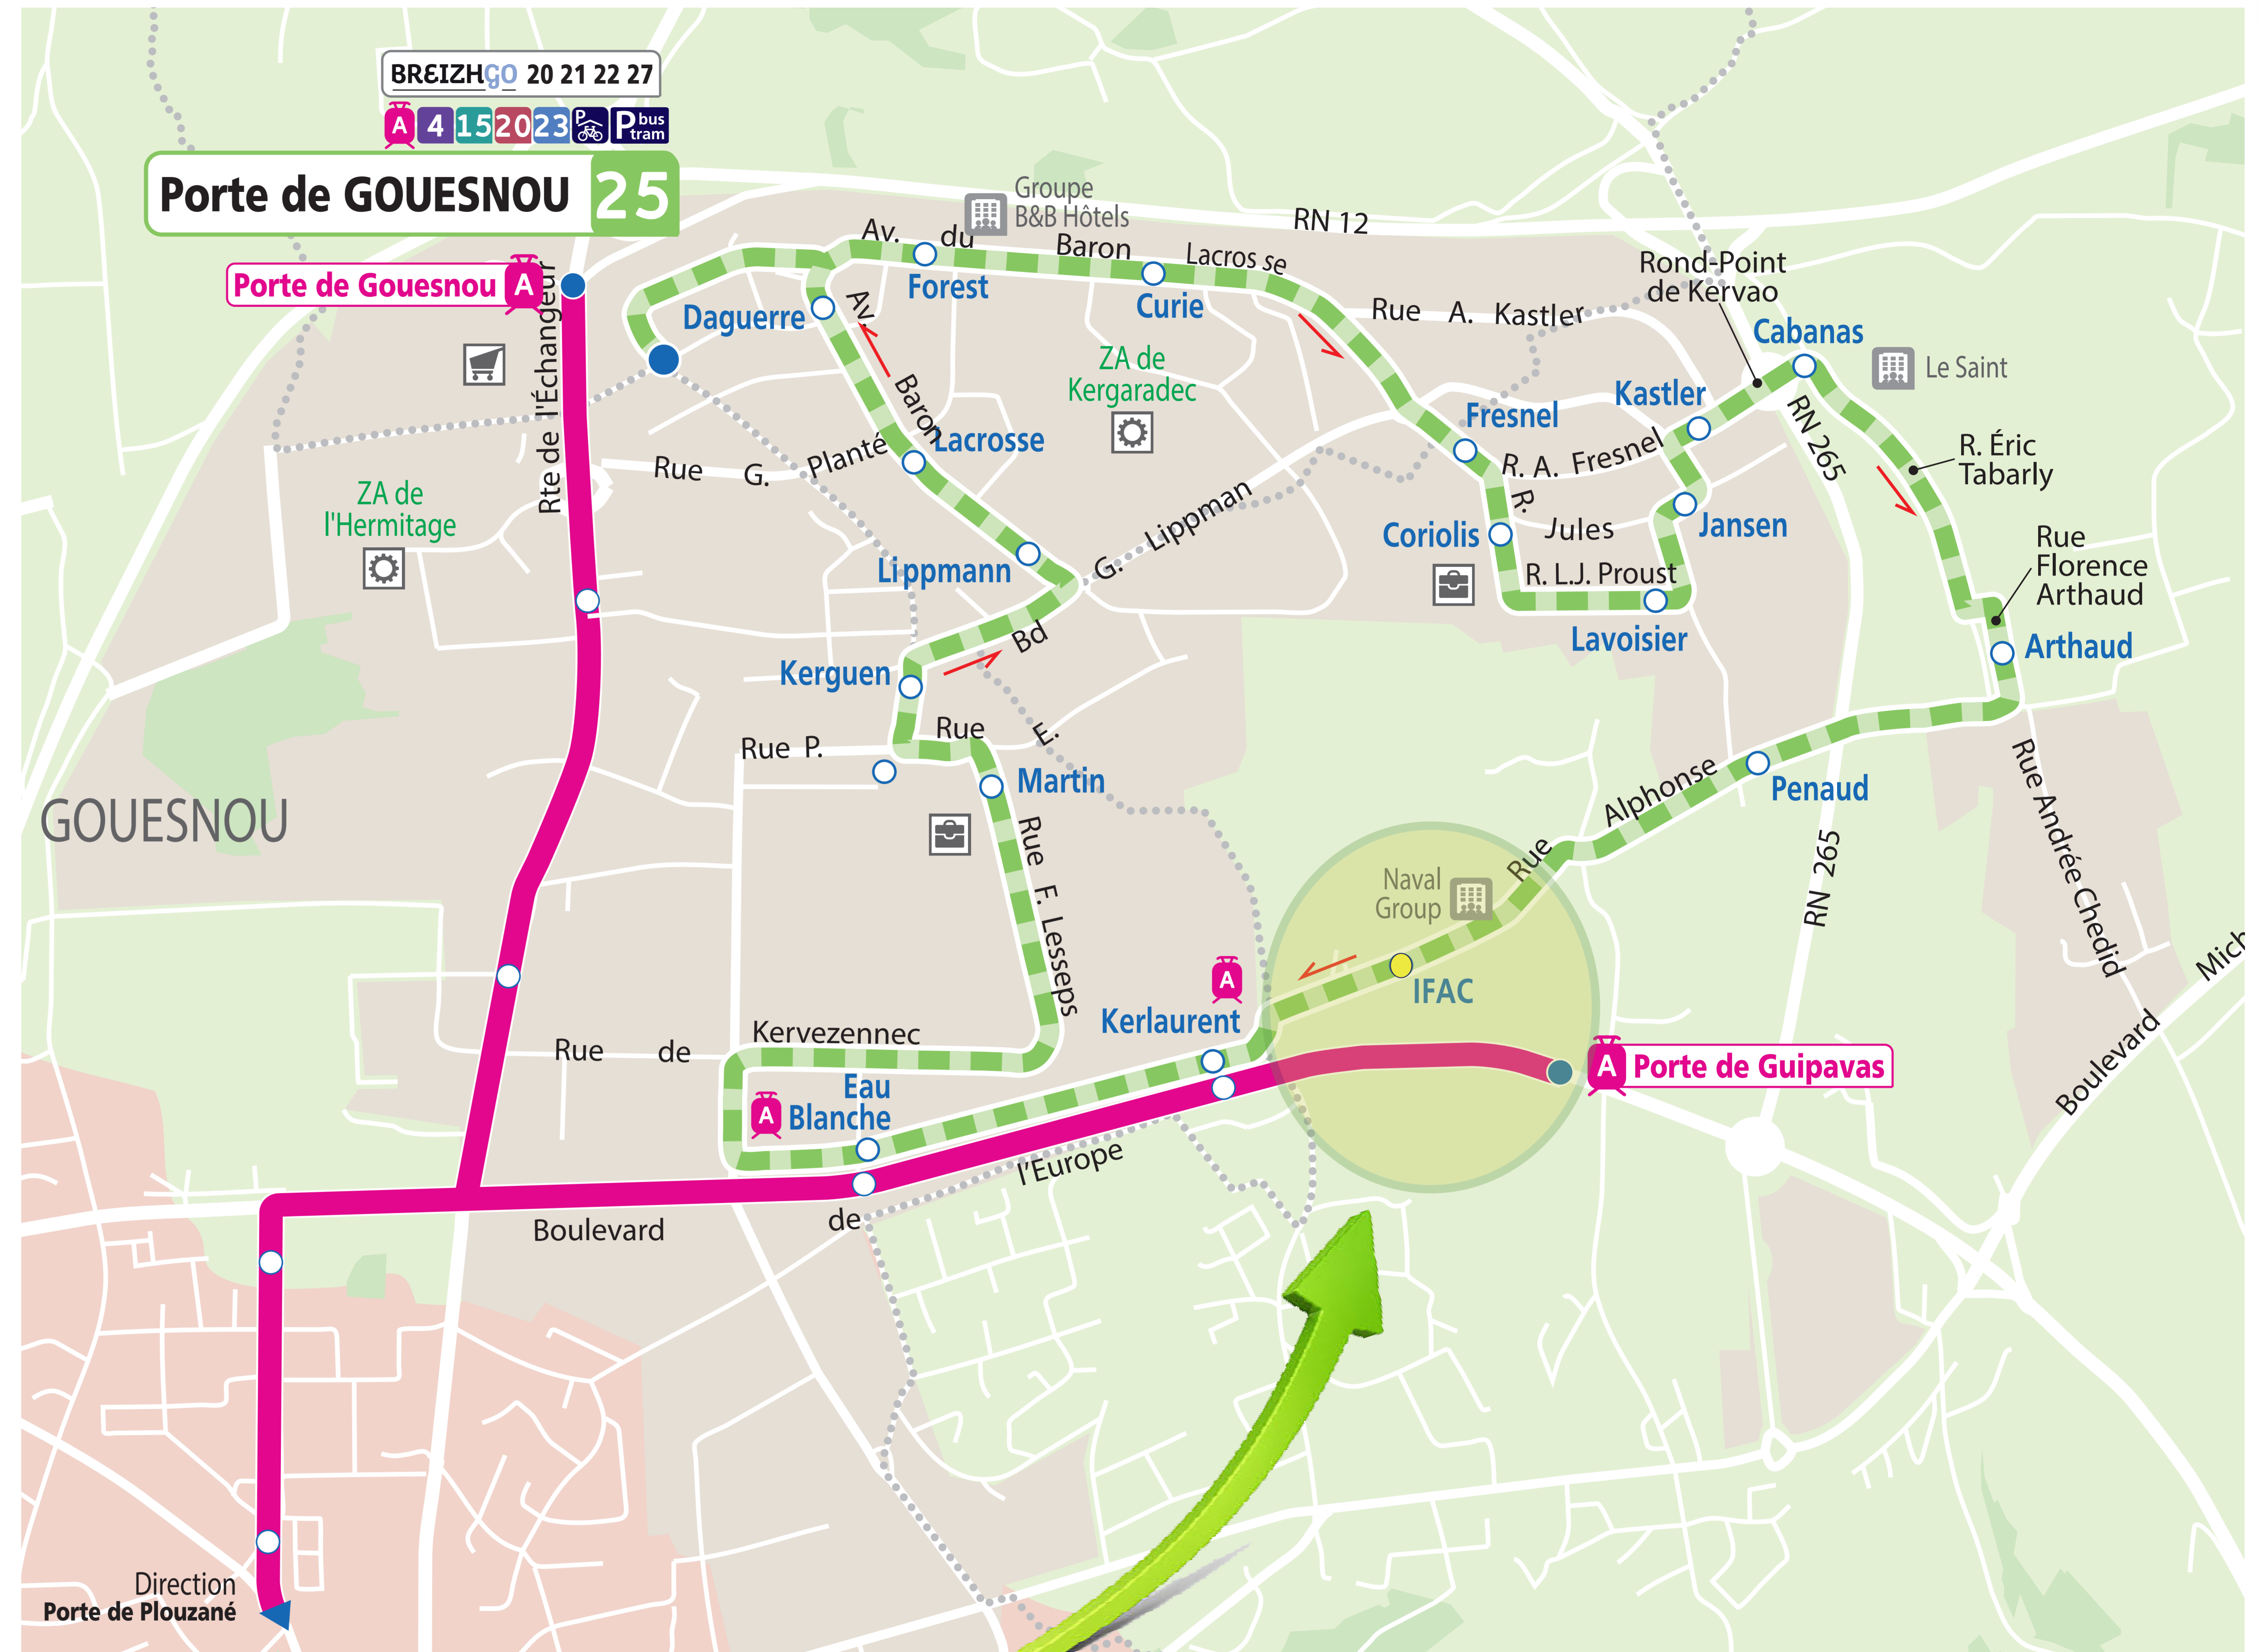 BREIZHGO 20 21 22 27
A 4 15 20 23 P P bus tram
Porte de GOUESNOU 25
Porte de Gouesnou A
Rte de l'Échangeur
Groupe
B&B Hôtels
RN 12
Av. du Baron Lacrosse
Forest
Curie
Daguerre
Av. Baron
Lacrosse
Rue A. Kastler
Rond-Point
de Kervao
Cabanas
Le Saint
ZA de
Kergaradec
Kastler
Fresnel
R. A. Fresnel
RN 265
R. Éric
Tabarly
Rue G. Planté
ZA de
l'Hermitage
G. Lippman
Lippmann
Coriolis
R. Jules
Jansen
R. L.J. Proust
Lavoisier
Rue
Florence
Arthaud
Arthaud
Bd
Kerguen
Rue P. Rue E.
Martin
GOUESNOU
Rue F. Lesseps
Alphonse
Rue
Penaud
RN 265
Rue Andrée Chedid
Naval
Group
IFAC
A
Kerlaurent
Mich
Boulevard
Rue de Kervezennec
A Porte de Guipavas
Eau
A Blanche
Boulevard de l'Europe
Direction
Porte de Plouzané